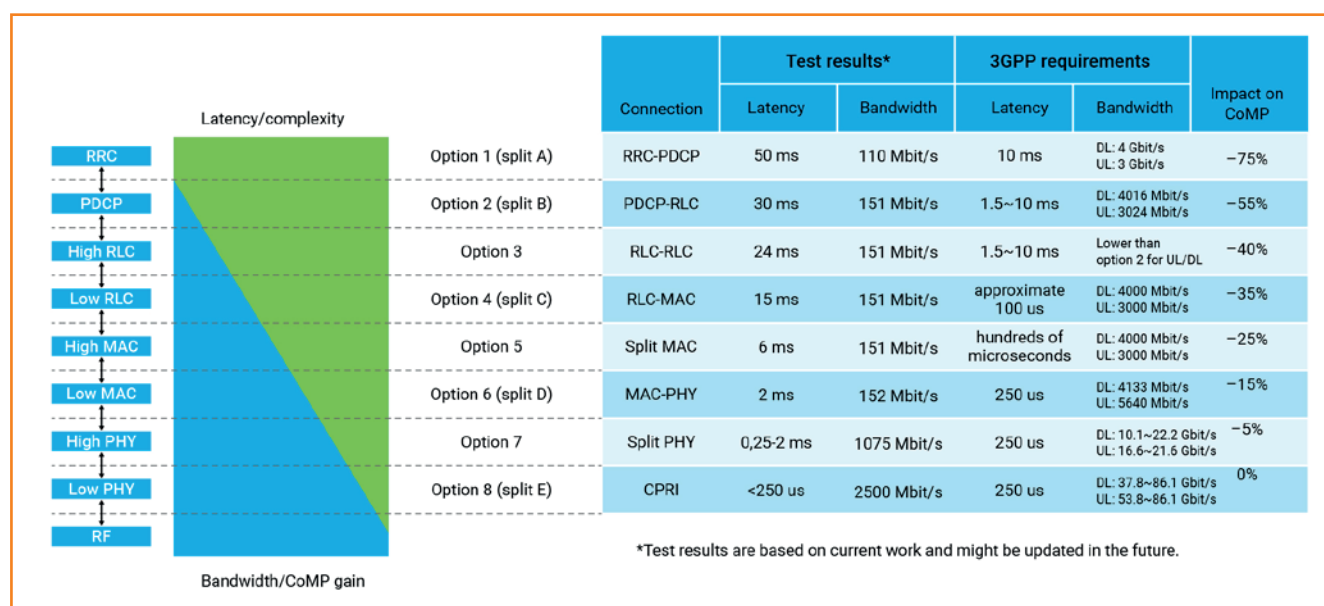 Latency/complexity
RRC
PDCP
High RLC
Low RLC
High MAC
Low MAC
High PHY
Low PHY
RF
Bandwidth/CoMP gain
Option 1 (split A)
Option 2 (split B)
Option 3
Option 4 (split C)
Option 5
Option 6 (split D)
Option 7
Option 8 (split E)
Test results* 3GPP requirements
Connection Latency Bandwidth Latency Bandwidth Impact on
CoMP
RRC-PDCP 50 ms 110 Mbit/s 10 ms DL: 4 Gbit/s
UL: 3 Gbit/s −75%
PDCP-RLC 30 ms 151 Mbit/s 1.5~10 ms DL: 4016 Mbit/s
UL: 3024 Mbit/s −55%
RLC-RLC 24 ms 151 Mbit/s 1.5~10 ms Lower than
option 2 for UL/DL −40%
RLC-MAC 15 ms 151 Mbit/s approximate
100 us DL: 4000 Mbit/s
UL: 3000 Mbit/s −35%
Split MAC 6 ms 151 Mbit/s hundreds of
microseconds DL: 4000 Mbit/s
UL: 3000 Mbit/s −25%
MAC-PHY 2 ms 152 Mbit/s 250 us DL: 4133 Mbit/s
UL: 5640 Mbit/s −15%
Split PHY 0,25-2 ms 1075 Mbit/s 250 us DL: 10.1~22.2 Gbit/s
UL: 16.6~21.6 Gbit/s −5%
CPRI <250 us 2500 Mbit/s 250 us DL: 37.8~86.1 Gbit/s
UL: 53.8~86.1 Gbit/s 0%
*Test results are based on current work and might be updated in the future.